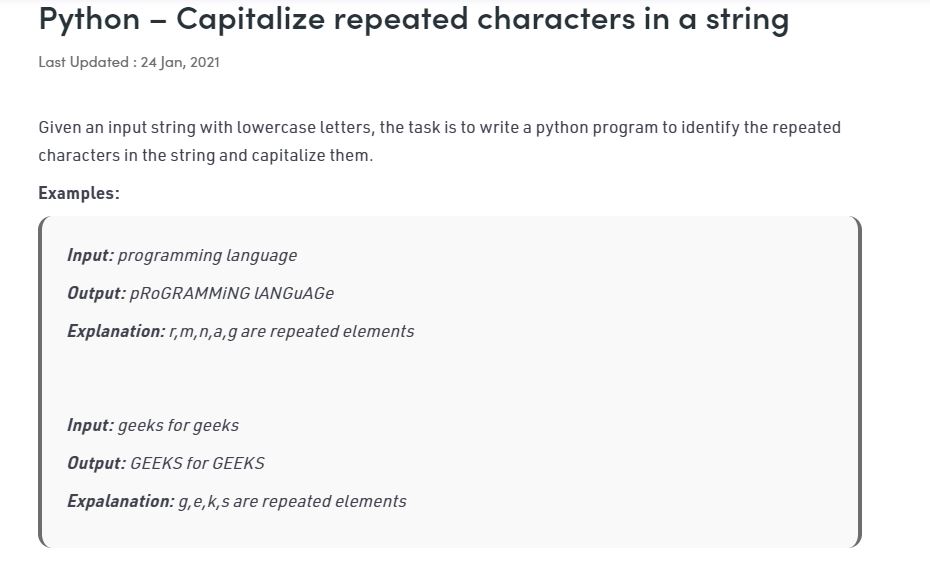 Python – Capitalize repeated characters in a string
Last Updated : 24 Jan, 2021
Given an input string with lowercase letters, the task is to write a python program to identify the repeated
characters in the string and capitalize them.
Examples:
Input: programming language
Output: pRoGRAMMiNG lANGuAGe
Explanation: r,m,n,a,g are repeated elements
Input: geeks for geeks
Output: GEEKS for GEEKS
Expalanation: g,e,k,s are repeated elements